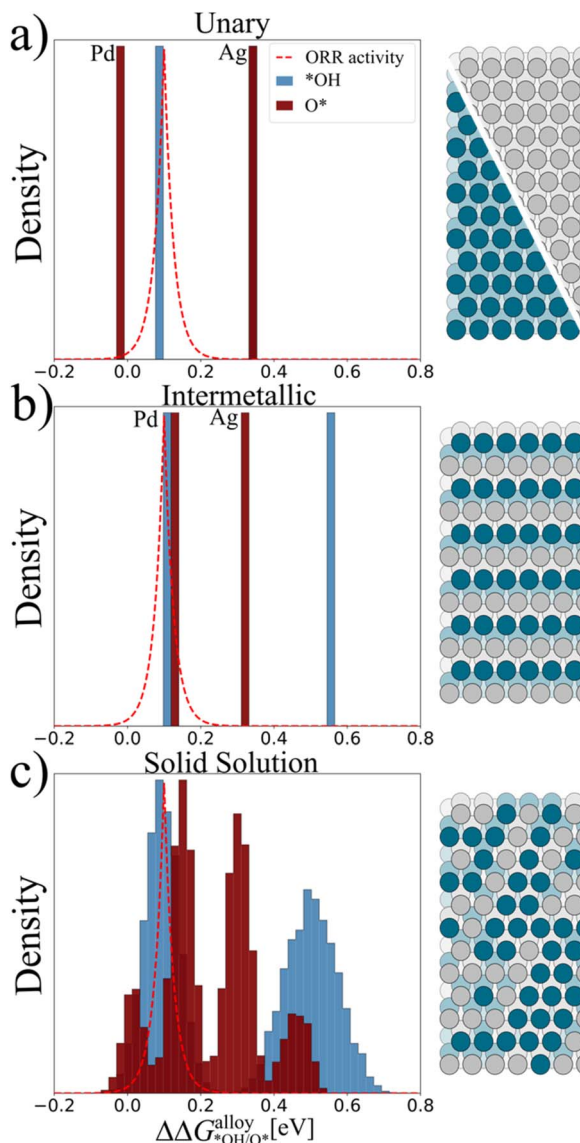 a)
Unary
Pd
Ag
ORR activity
*OH
O*
Density
−0.2 0.0 0.2 0.4 0.6 0.8
b)
Intermetallic
Pd
Ag
Density
−0.2 0.0 0.2 0.4 0.6 0.8
c)
Solid Solution
Density
−0.2 0.0 0.2 0.4 0.6 0.8
ΔΔG^alloy_*OH/O* [eV]